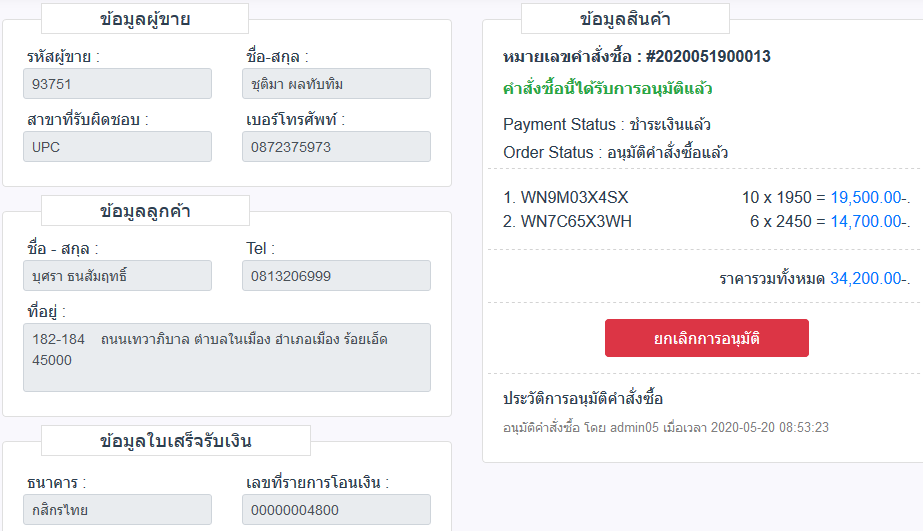 ข้อมูลผู้ขาย
รหัสผู้ขาย :
ชื่อ-สกุล :
93751
ชุติมา ผลทับทิม
สาขาที่รับผิดชอบ :
เบอร์โทรศัพท์ :
UPC
0872375973
ข้อมูลลูกค้า
ชื่อ - สกุล :
Tel :
บุศรา ธนสัมฤทธิ์
0813206999
ที่อยู่ :
182-184 ถนนเทวาภิบาล ตำบลในเมือง อำเภอเมือง ร้อยเอ็ด
45000
ข้อมูลใบเสร็จรับเงิน
ธนาคาร :
เลขที่รายการโอนเงิน :
กสิกรไทย
00000004800
ข้อมูลสินค้า
หมายเลขคำสั่งซื้อ : #2020051900013
คำสั่งซื้อนี้ได้รับการอนุมัติแล้ว
Payment Status : ชำระเงินแล้ว
Order Status : อนุมัติคำสั่งซื้อแล้ว
1. WN9M03X4SX 10 x 1950 = 19,500.00-.
2. WN7C65X3WH 6 x 2450 = 14,700.00-.
ราคารวมทั้งหมด 34,200.00-.
ยกเลิกการอนุมัติ
ประวัติการอนุมัติคำสั่งซื้อ
อนุมัติคำสั่งซื้อ โดย admin05 เมื่อเวลา 2020-05-20 08:53:23